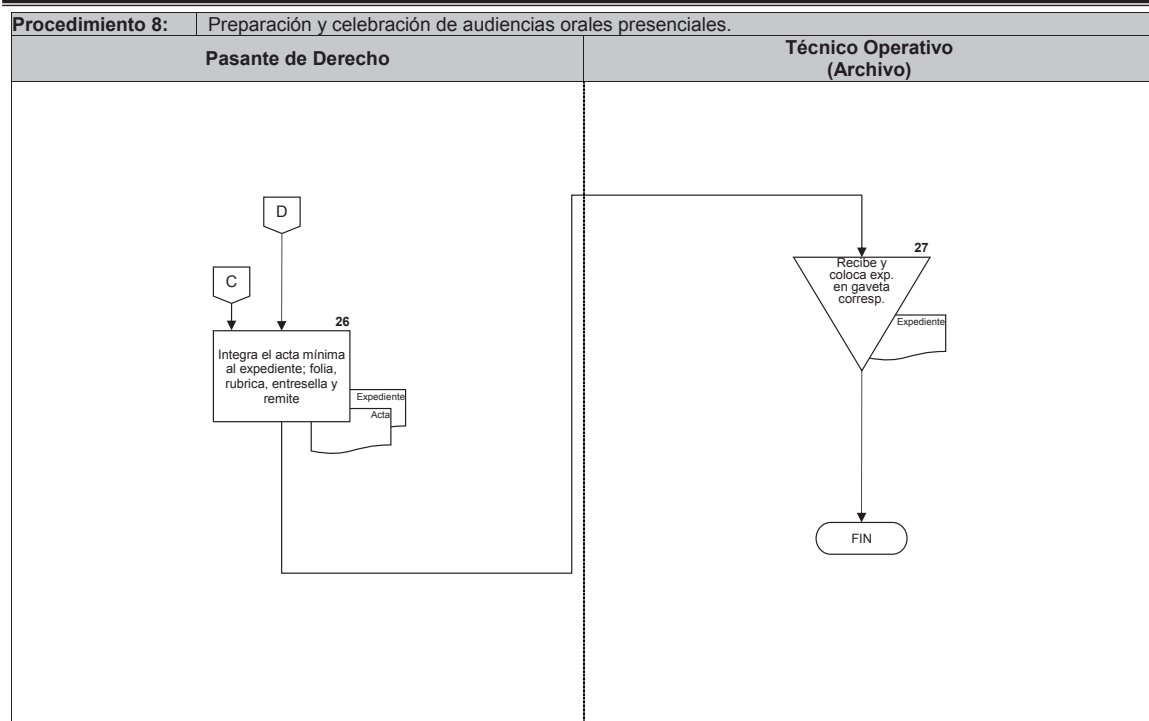 Procedimiento 8: Preparación y celebración de audiencias orales presenciales.
Pasante de Derecho
Técnico Operativo
(Archivo)
D
C
26
Integra el acta mínima
al expediente; folia,
rubrica, entresella y
remite
Expediente
Acta
27
Recibe y
coloca exp.
en gaveta
corresp.
Expediente
FIN